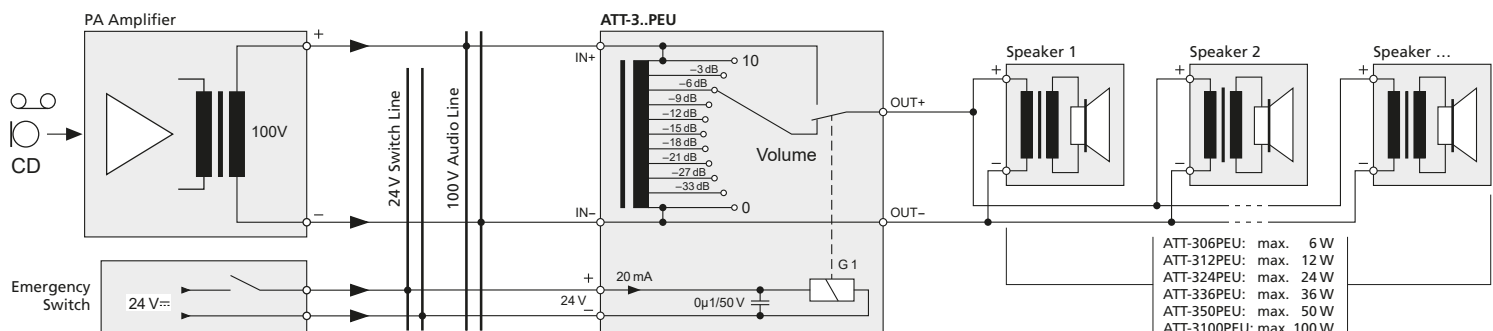 PA Amplifier
+
100V
−
CD
Emergency
Switch
24 V⎓
24 V Switch Line
100 V Audio Line
ATT-3..PEU
IN+
10
−3 dB
−6 dB
−9 dB
−12 dB
−15 dB
−18 dB
−21 dB
−27 dB
−33 dB
0
Volume
IN−
OUT+
OUT−
+
20 mA
24 V
−
0µ1/50 V
G 1
Speaker 1
+
−
Speaker 2
+
−
Speaker ...
+
−
ATT-306PEU: max. 6 W
ATT-312PEU: max. 12 W
ATT-324PEU: max. 24 W
ATT-336PEU: max. 36 W
ATT-350PEU: max. 50 W
ATT-3100PEU: max. 100 W